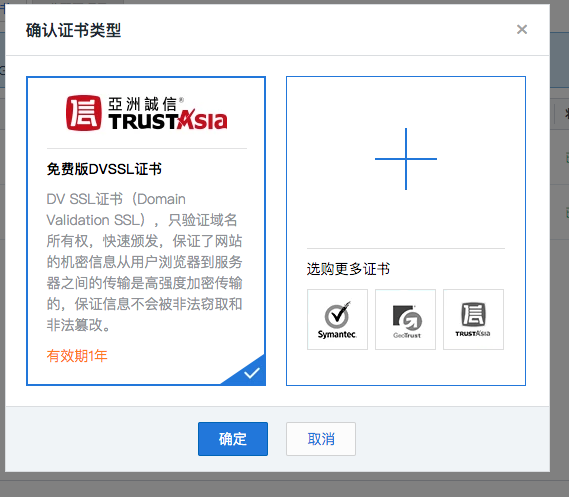 确认证书类型
×
亞洲誠信®
TRUSTAsia
免费版DVSSL证书
DV SSL证书（Domain
Validation SSL），只验证域名
所有权，快速颁发，保证了网站
的机密信息从用户浏览器到服务
器之间的传输是高强度加密传输
的，保证信息不会被非法窃取和
非法篡改。
有效期1年
选购更多证书
Symantec.
GeoTrust
TRUSTAsia
确定
取消